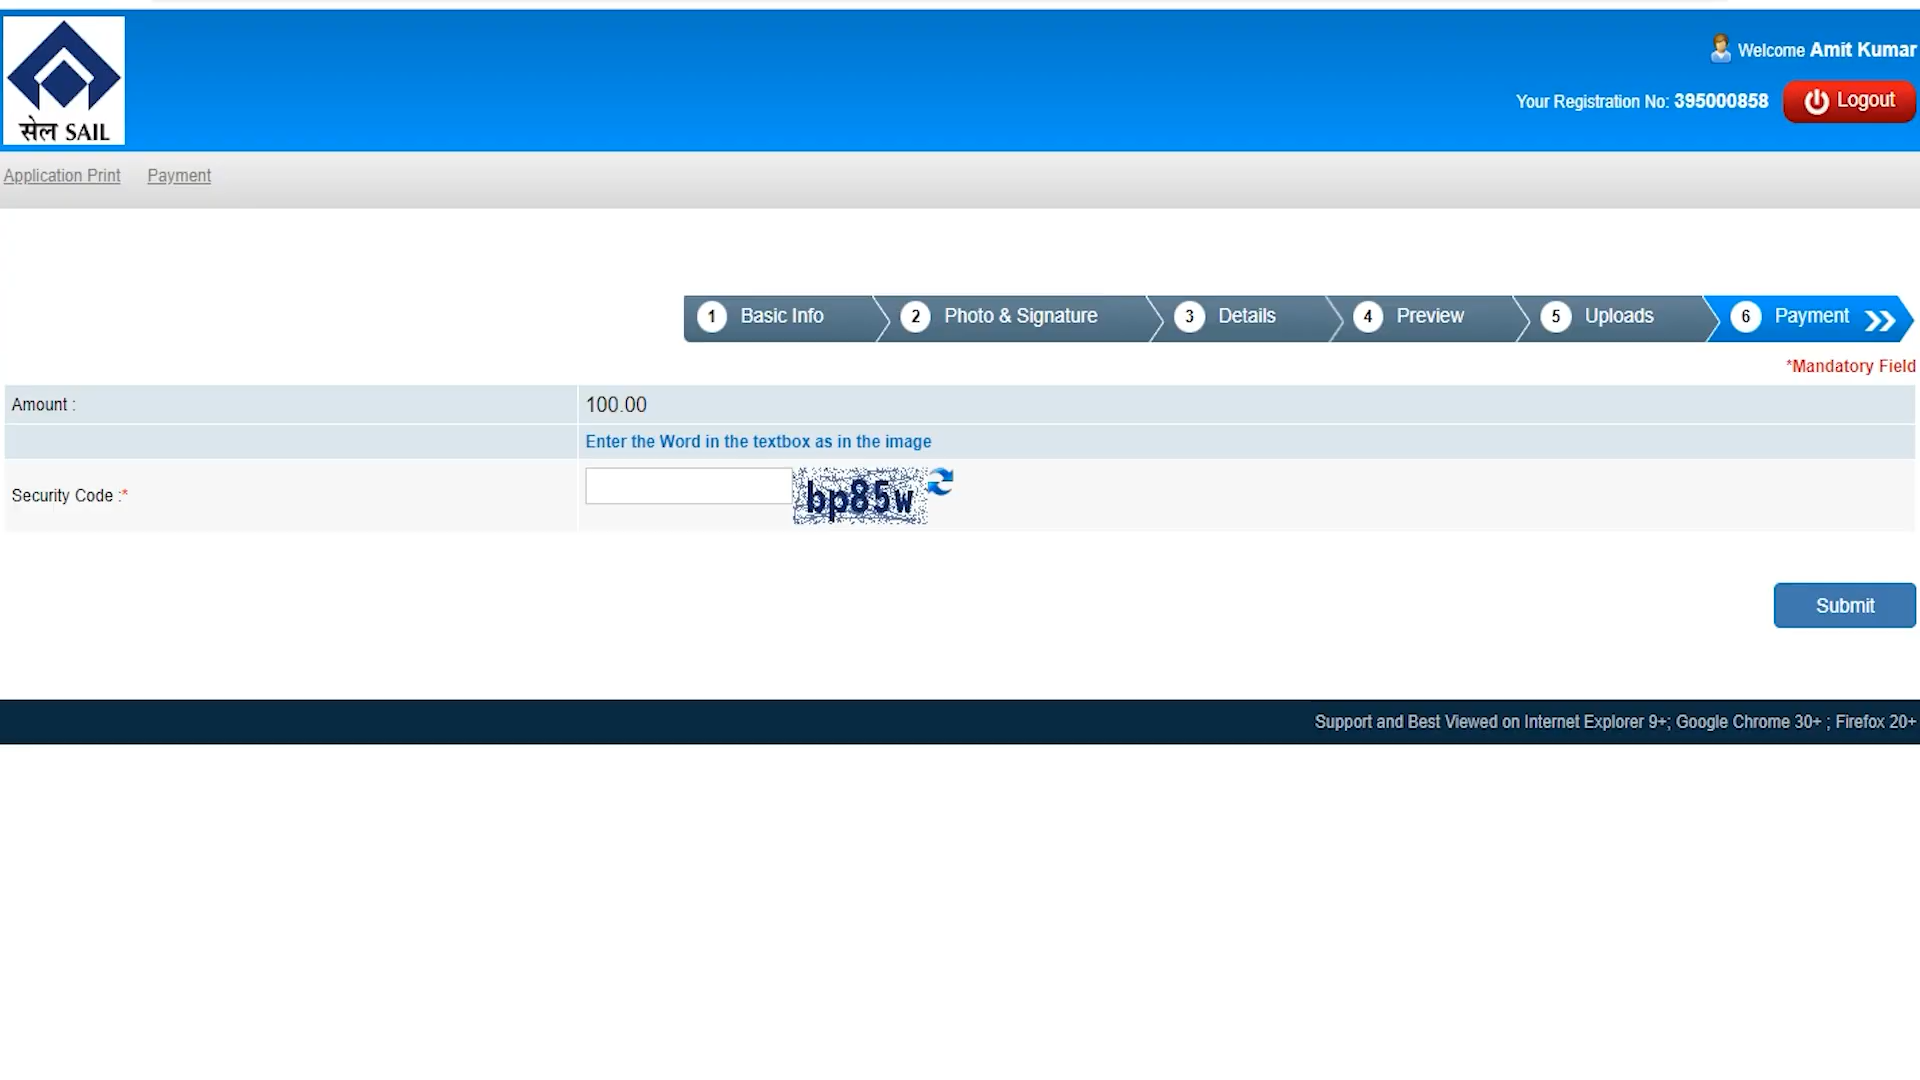 सेल SAIL
Welcome Amit Kumar
Your Registration No: 395000858 Logout
Application Print Payment
1 Basic Info 2 Photo & Signature 3 Details 4 Preview 5 Uploads 6 Payment
*Mandatory Field
Amount : 100.00
Enter the Word in the textbox as in the image
Security Code :* bp85w
Submit
Support and Best Viewed on Internet Explorer 9+; Google Chrome 30+ ; Firefox 20+